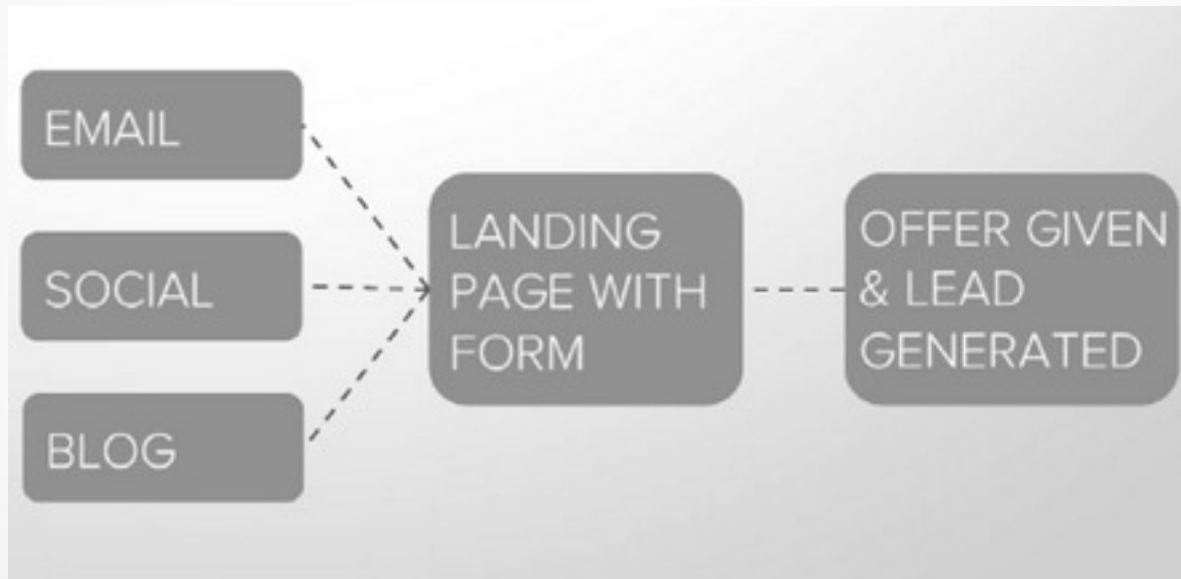 EMAIL
SOCIAL
BLOG
LANDING
PAGE WITH
FORM
OFFER GIVEN
& LEAD
GENERATED